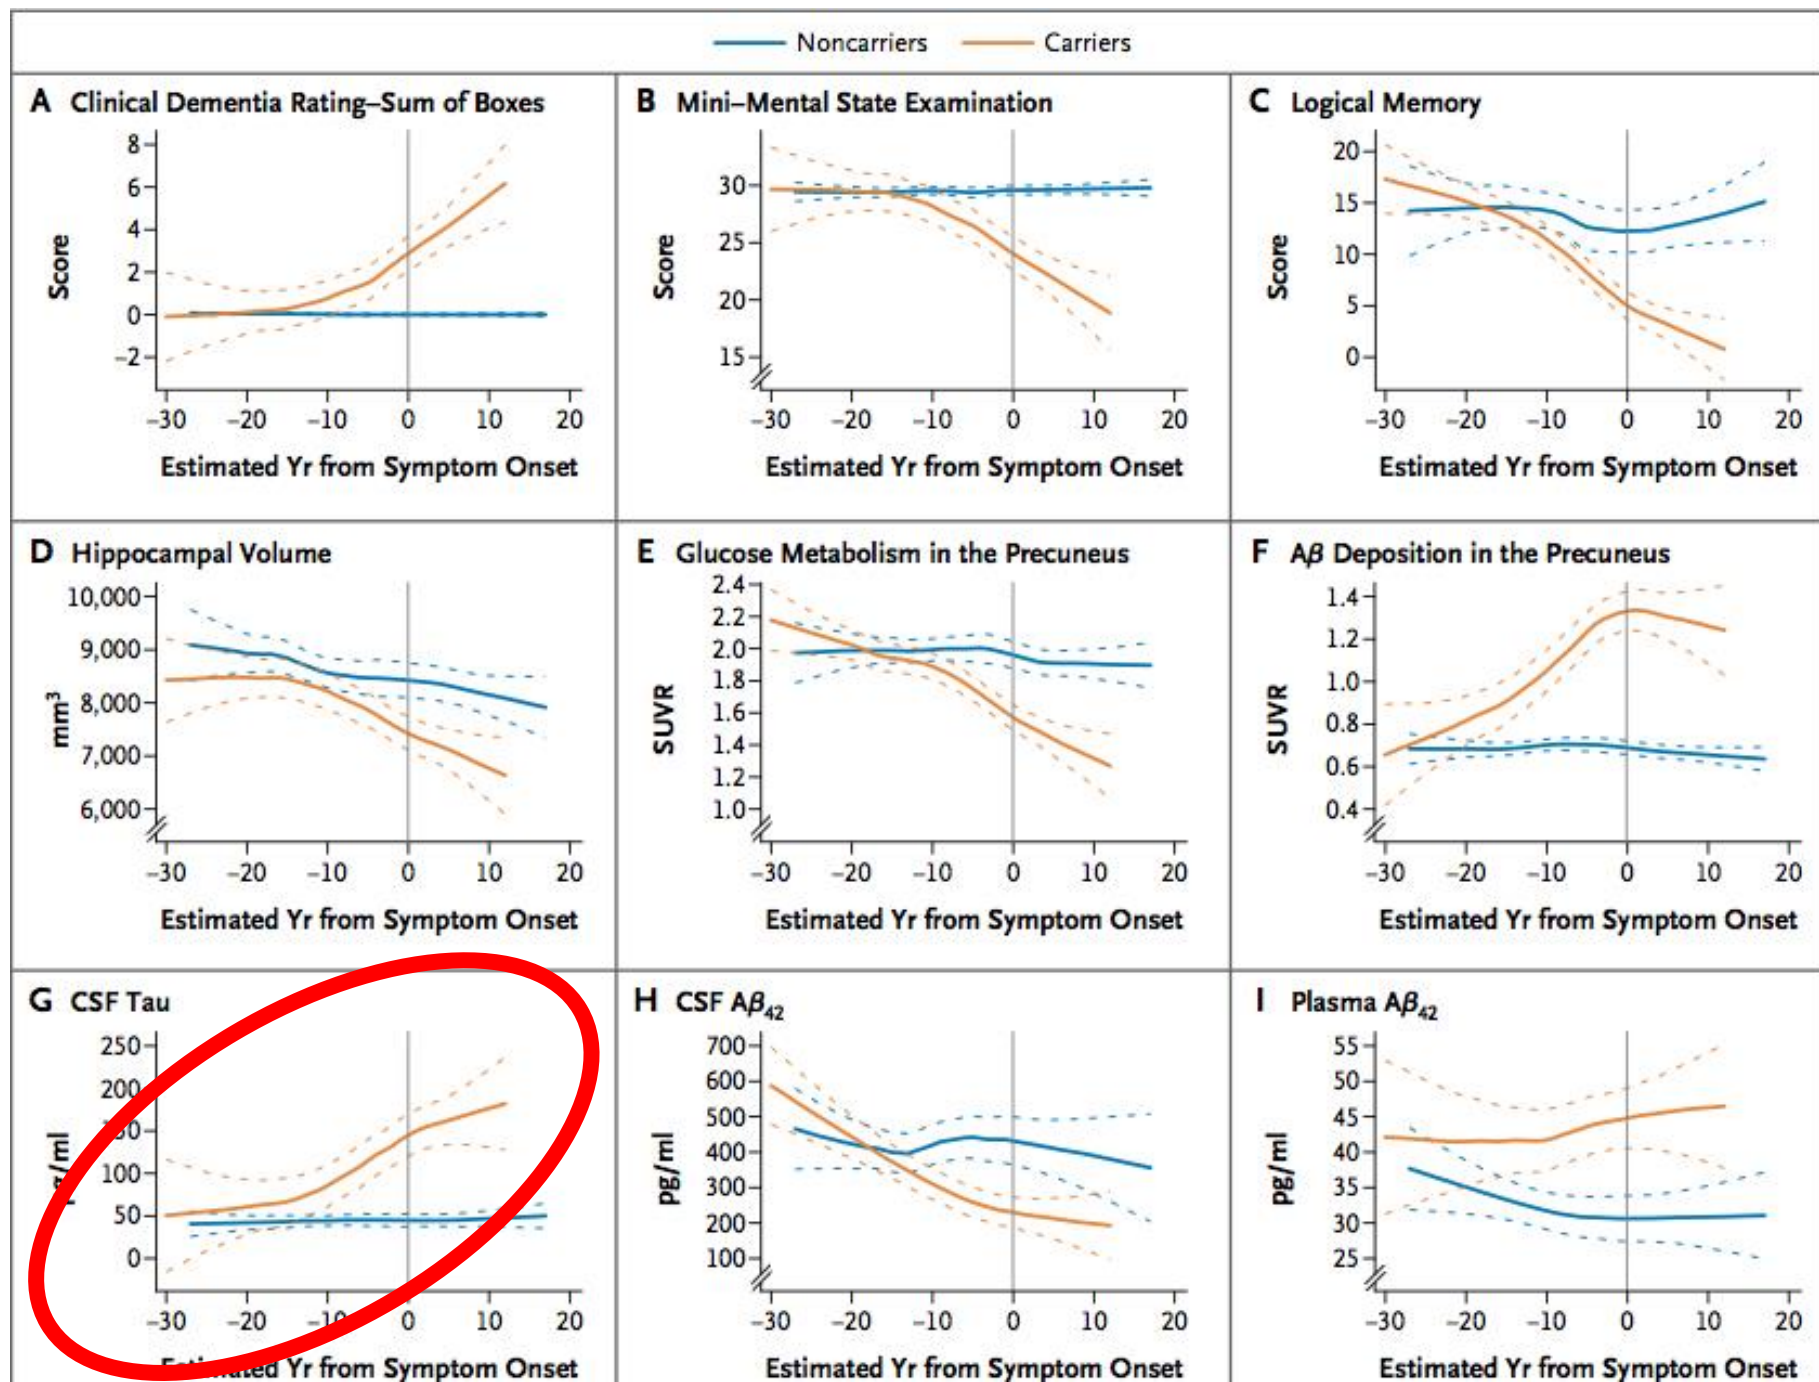 Noncarriers Carriers
A Clinical Dementia Rating–Sum of Boxes
8
6
4
2
0
–2
Score
–30 –20 –10 0 10 20
Estimated Yr from Symptom Onset
B Mini–Mental State Examination
30
25
20
15
Score
–30 –20 –10 0 10 20
Estimated Yr from Symptom Onset
C Logical Memory
20
15
10
5
0
Score
–30 –20 –10 0 10 20
Estimated Yr from Symptom Onset
D Hippocampal Volume
10,000
9,000
8,000
7,000
6,000
mm³
–30 –20 –10 0 10 20
Estimated Yr from Symptom Onset
E Glucose Metabolism in the Precuneus
2.4
2.2
2.0
1.8
1.6
1.4
1.2
1.0
SUVR
–30 –20 –10 0 10 20
Estimated Yr from Symptom Onset
F Aβ Deposition in the Precuneus
1.4
1.2
1.0
0.8
0.6
0.4
SUVR
–30 –20 –10 0 10 20
Estimated Yr from Symptom Onset
G CSF Tau
250
200
150
100
50
0
pg/ml
–30 –20 –10 0 10 20
Estimated Yr from Symptom Onset
H CSF Aβ₄₂
700
600
500
400
300
200
100
pg/ml
–30 –20 –10 0 10 20
Estimated Yr from Symptom Onset
I Plasma Aβ₄₂
55
50
45
40
35
30
25
pg/ml
–30 –20 –10 0 10 20
Estimated Yr from Symptom Onset